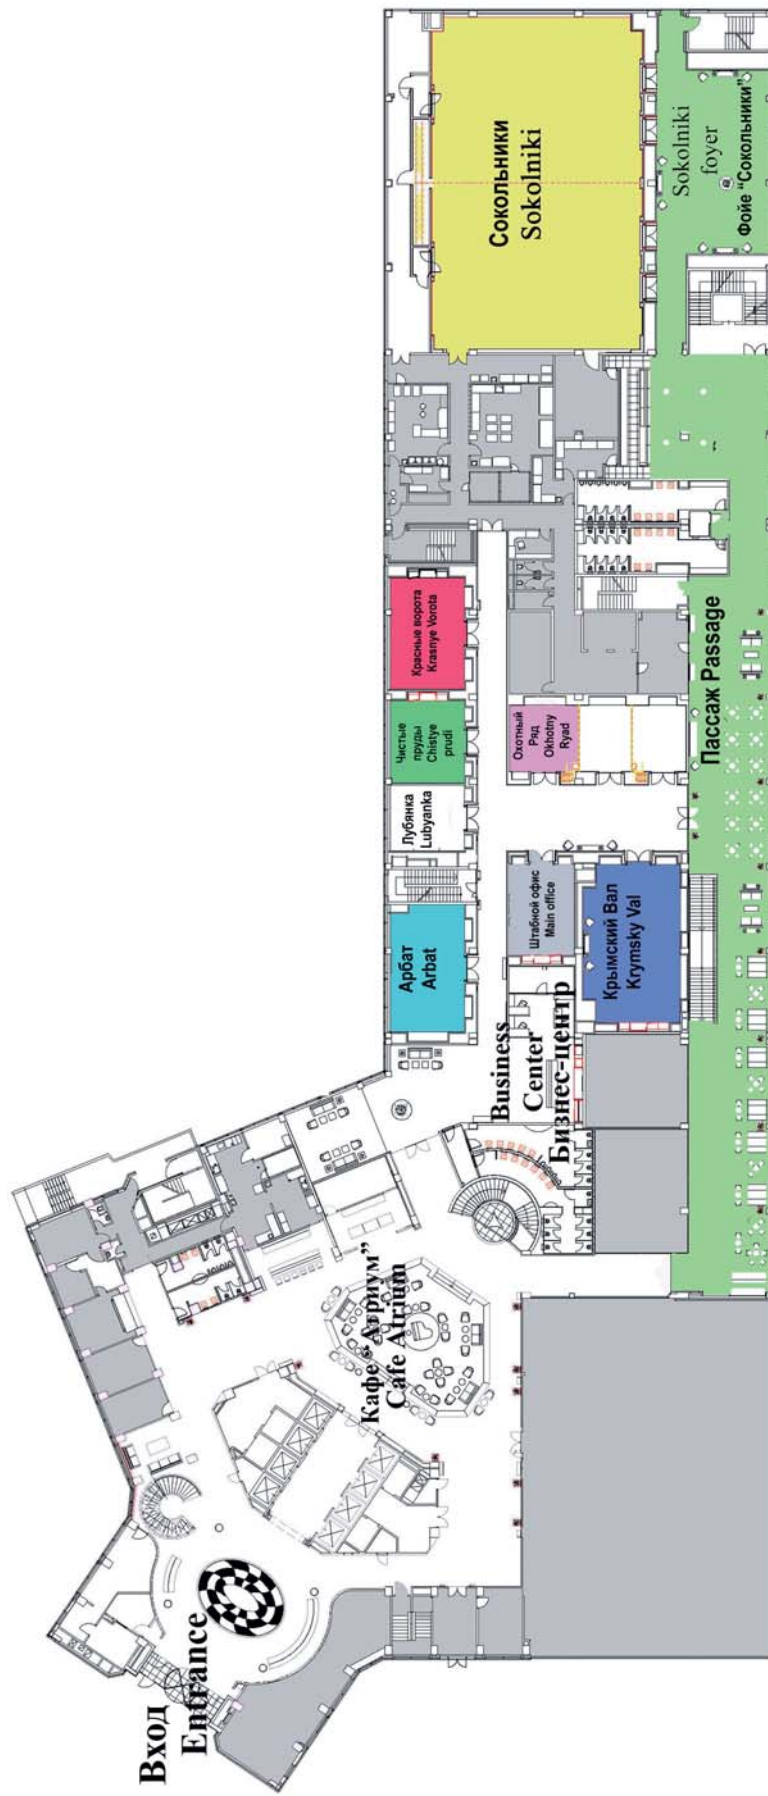 Сокольники
Sokolniki
Sokolniki
foyer
Фойе “Сокольники”
Красные ворота
Krasnye Vorota
Чистые
пруды
Chistye
prudi
Лубянка
Lubyanka
Охотный
Ряд
Okhotny
Ryad
Пассаж Passage
Арбат
Arbat
Штабной офис
Main office
Крымский Вал
Krymsky Val
Business
Center
Бизнес-центр
Кафе “Атриум”
Cafe Atrium
Вход
Entrance